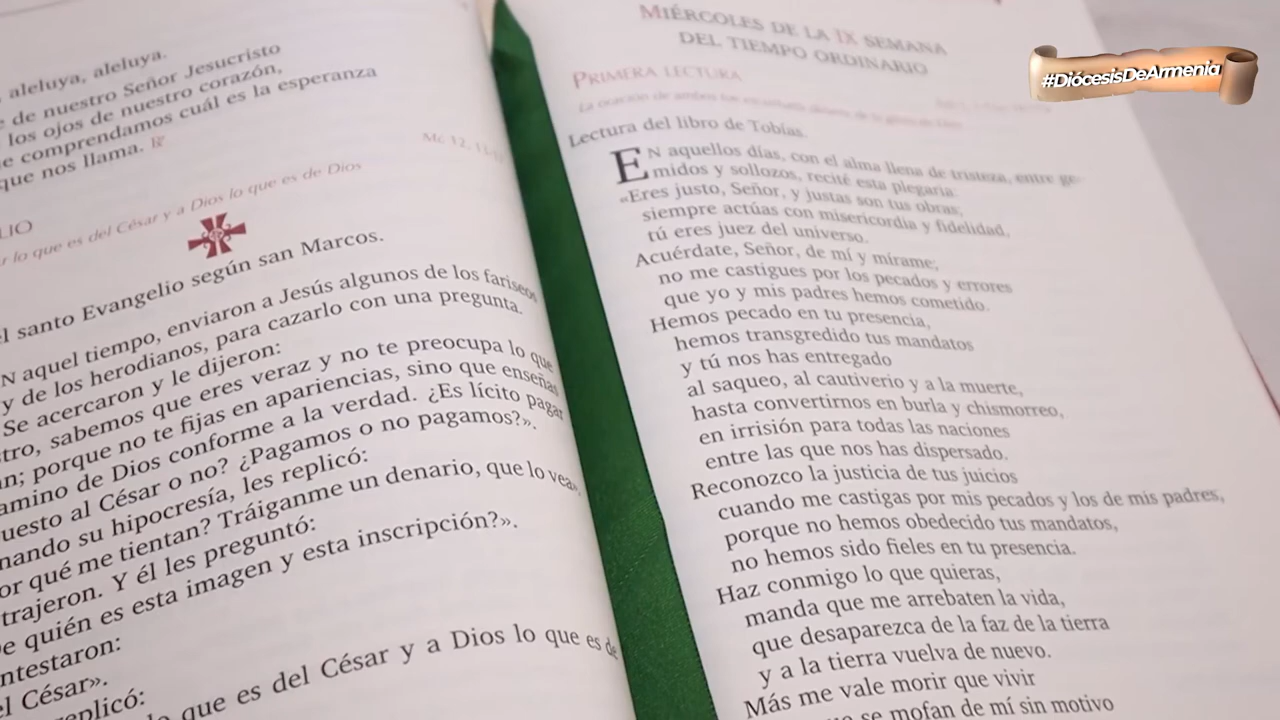 aleluya, aleluya.
de nuestro Señor Jesucristo
los ojos de nuestro corazón,
comprendamos cuál es la esperanza
que nos llama. ℟
Mc 12,
LIO
lo que es del César y a Dios lo que es de Dios
santo Evangelio según san Marcos.
N aquel tiempo, enviaron a Jesús algunos de los fariseos
y de los herodianos, para cazarlo con una pregunta.
Se acercaron y le dijeron:
tro, sabemos que eres veraz y no te preocupa lo que
an; porque no te fijas en apariencias, sino que enseñas
amino de Dios conforme a la verdad. ¿Es lícito pagar
uesto al César o no? ¿Pagamos o no pagamos?».
nando su hipocresía, les replicó:
or qué me tientan? Tráiganme un denario, que lo vea».
trajeron. Y él les preguntó:
e quién es esta imagen y esta inscripción?».
ntestaron:
el César».
replicó:
que es del César y a Dios lo que es de
MIÉRCOLES DE LA IX SEMANA
DEL TIEMPO ORDINARIO
PRIMERA LECTURA
Lectura del libro de Tobías.
EN aquellos días, con el alma llena de tristeza, entre ge-
midos y sollozos, recité esta plegaria:
«Eres justo, Señor, y justas son tus obras;
siempre actúas con misericordia y fidelidad,
tú eres juez del universo.
Acuérdate, Señor, de mí y mírame;
no me castigues por los pecados y errores
que yo y mis padres hemos cometido.
Hemos pecado en tu presencia,
hemos transgredido tus mandatos
y tú nos has entregado
al saqueo, al cautiverio y a la muerte,
hasta convertirnos en burla y chismorreo,
en irrisión para todas las naciones
entre las que nos has dispersado.
Reconozco la justicia de tus juicios
cuando me castigas por mis pecados y los de mis padres,
porque no hemos obedecido tus mandatos,
no hemos sido fieles en tu presencia.
Haz conmigo lo que quieras,
manda que me arrebaten la vida,
que desaparezca de la faz de la tierra
y a la tierra vuelva de nuevo.
Más me vale morir que vivir
se mofan de mí sin motivo
#DiócesisDeArmenia